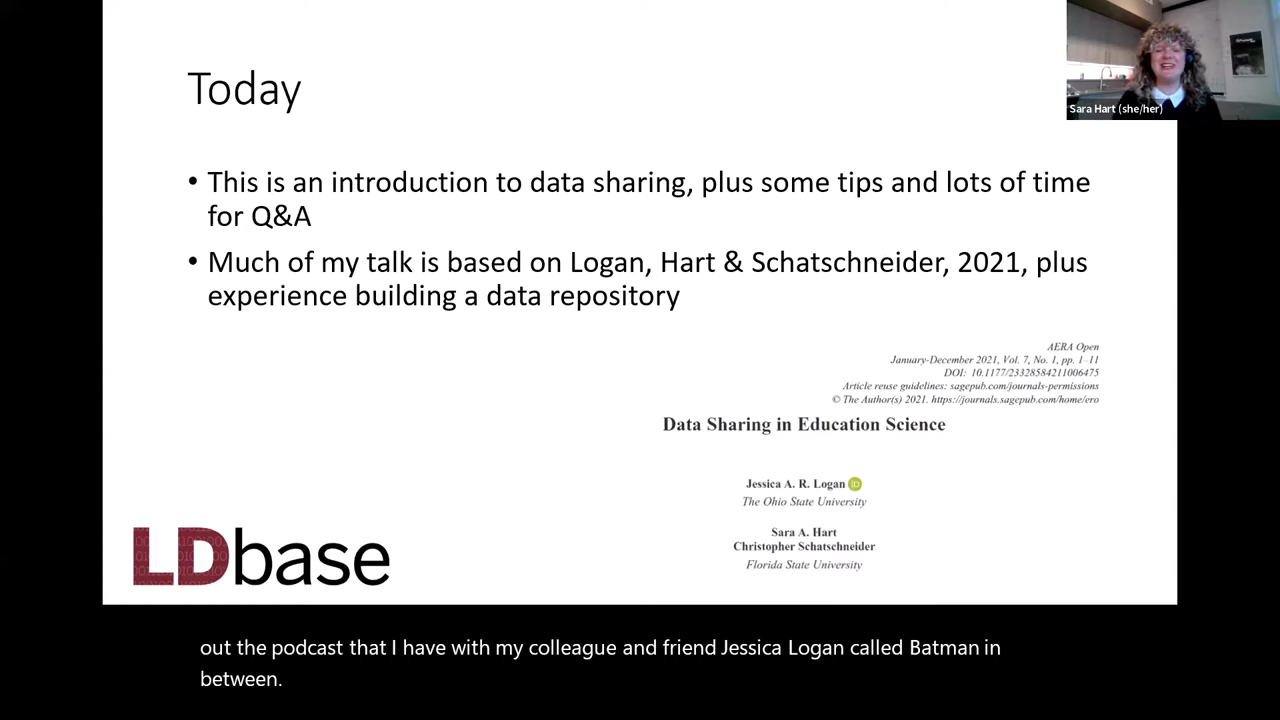 Today
Sara Hart (she/her)
• This is an introduction to data sharing, plus some tips and lots of time
for Q&A
• Much of my talk is based on Logan, Hart & Schatschneider, 2021, plus
experience building a data repository
AERA Open
January-December 2021, Vol. 7, No. 1, pp. 1–11
DOI: 10.1177/23328584211006475
Article reuse guidelines: sagepub.com/journals-permissions
© The Author(s) 2021. https://journals.sagepub.com/home/ero
Data Sharing in Education Science
Jessica A. R. Logan iD
The Ohio State University
Sara A. Hart
Christopher Schatschneider
Florida State University
LDbase
out the podcast that I have with my colleague and friend Jessica Logan called Batman in
between.